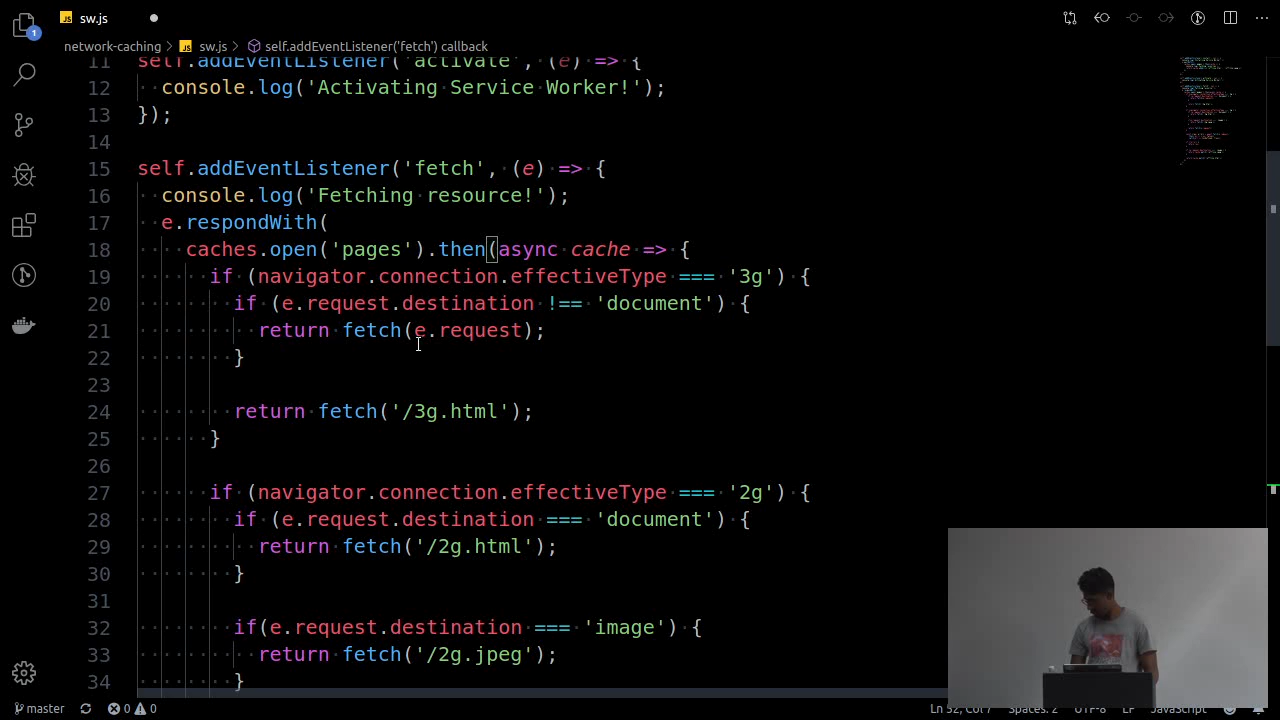 1
JS sw.js
network-caching > JS sw.js > self.addEventListener('fetch') callback
11 self.addEventListener('activate', (e) => {
12 console.log('Activating Service Worker!');
13 });
14
15 self.addEventListener('fetch', (e) => {
16 console.log('Fetching resource!');
17 e.respondWith(
18 caches.open('pages').then(async cache => {
19 if (navigator.connection.effectiveType === '3g') {
20 if (e.request.destination !== 'document') {
21 return fetch(e.request);
22 }
23
24 return fetch('/3g.html');
25 }
26
27 if (navigator.connection.effectiveType === '2g') {
28 if (e.request.destination === 'document') {
29 return fetch('/2g.html');
30 }
31
32 if(e.request.destination === 'image') {
33 return fetch('/2g.jpeg');
34 }
master 0 0 Ln 52, Col 7 Spaces: 2 UTF-8 LF JavaScript